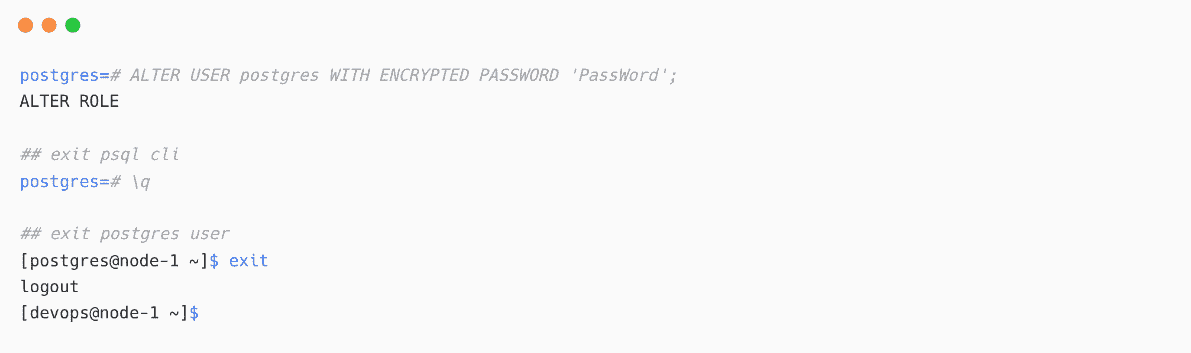 postgres=# ALTER USER postgres WITH ENCRYPTED PASSWORD 'PassWord';
ALTER ROLE
## exit psql cli
postgres=# \q
## exit postgres user
[postgres@node-1 ~]$ exit
logout
[devops@node-1 ~]$